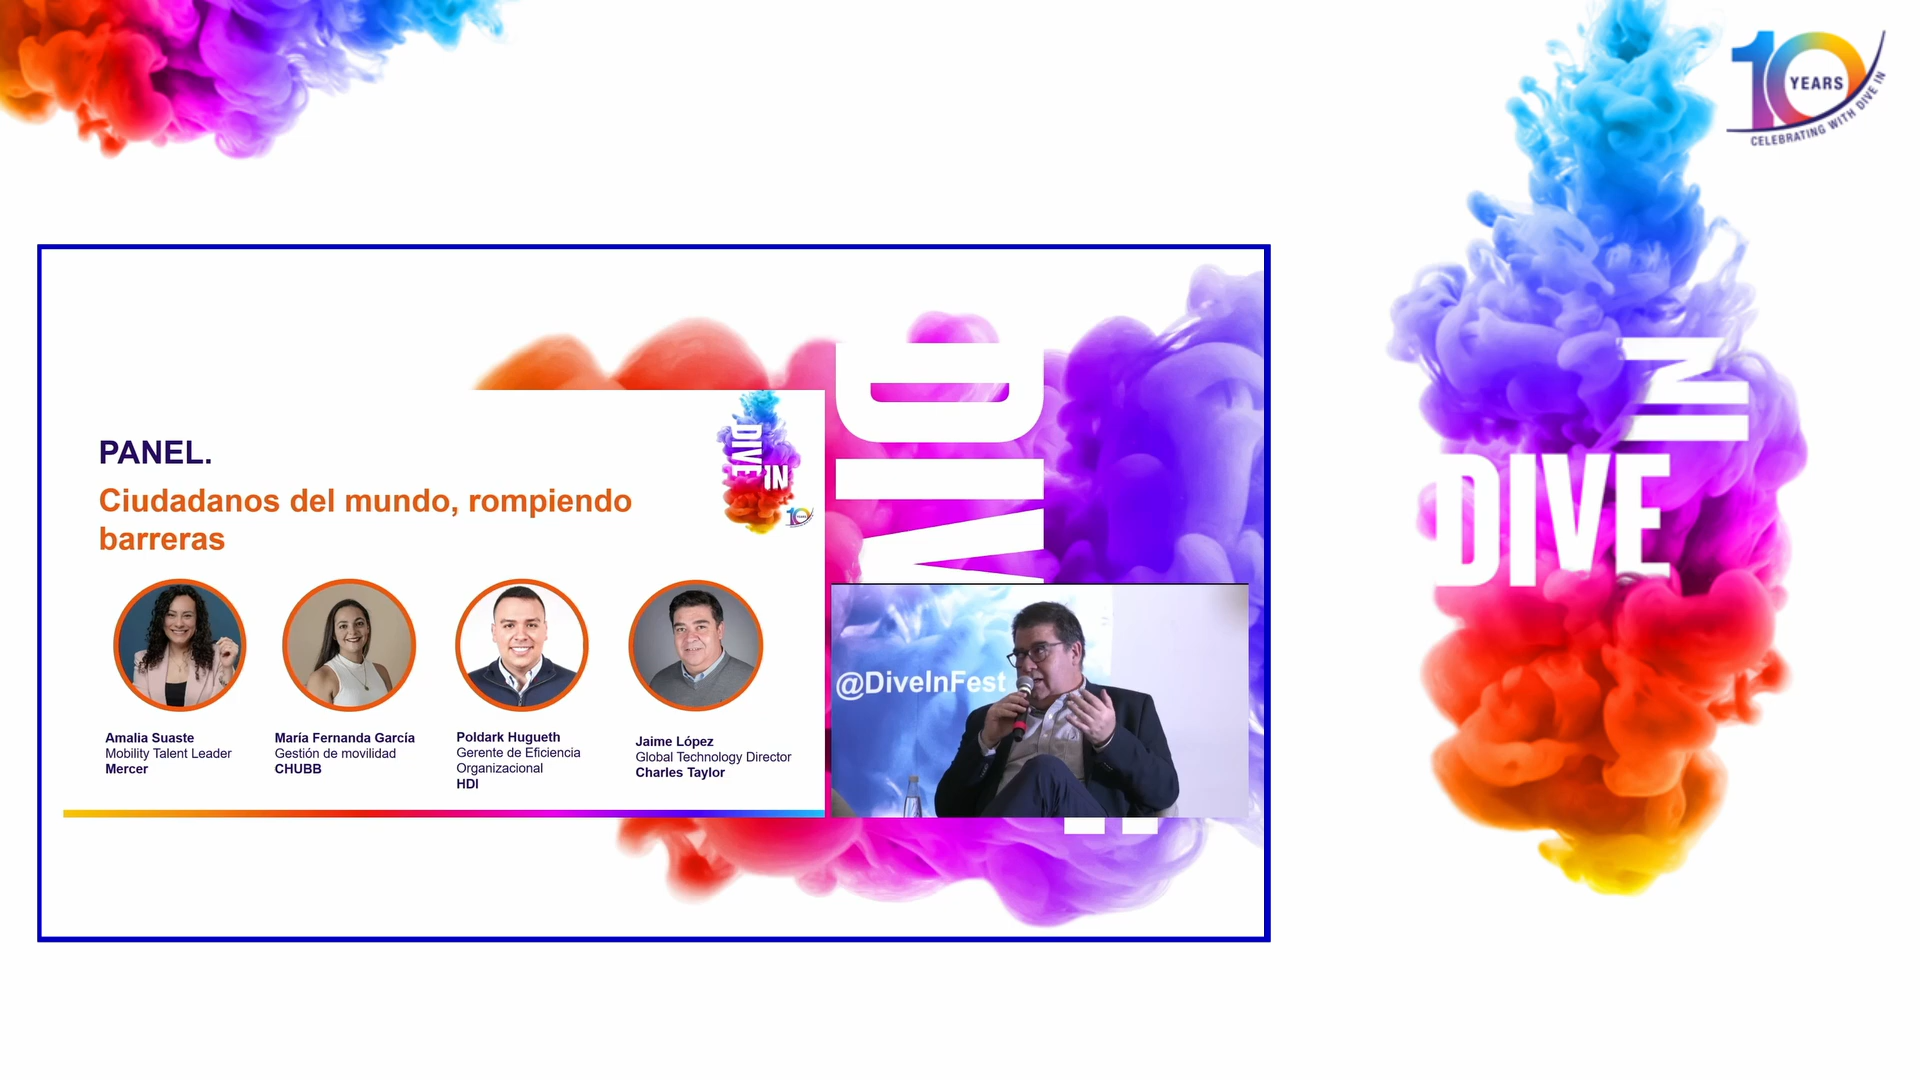 10
YEARS
CELEBRATING WITH DIVE IN
PANEL.
Ciudadanos del mundo, rompiendo
barreras
DIVE
IN
10
Amalia Suaste
Mobility Talent Leader
Mercer
María Fernanda García
Gestión de movilidad
CHUBB
Poldark Hugueth
Gerente de Eficiencia
Organizacional
HDI
Jaime López
Global Technology Director
Charles Taylor
@DiveInFest
IN
DIVE